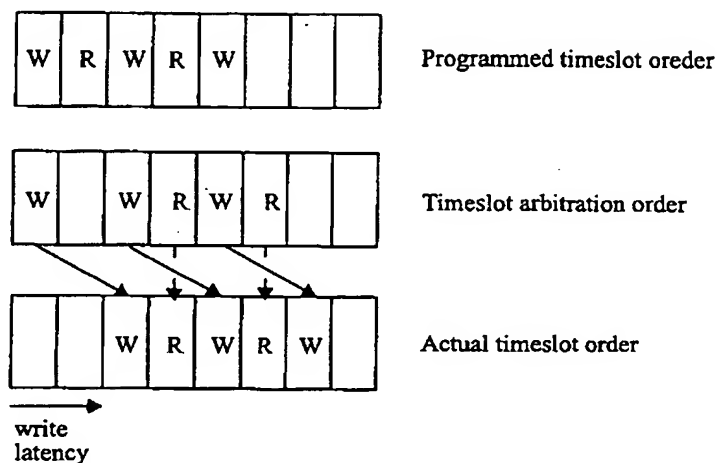 W R W R W Programmed timeslot oreder
W W R W R Timeslot arbitration order
W R W R W Actual timeslot order
write
latency